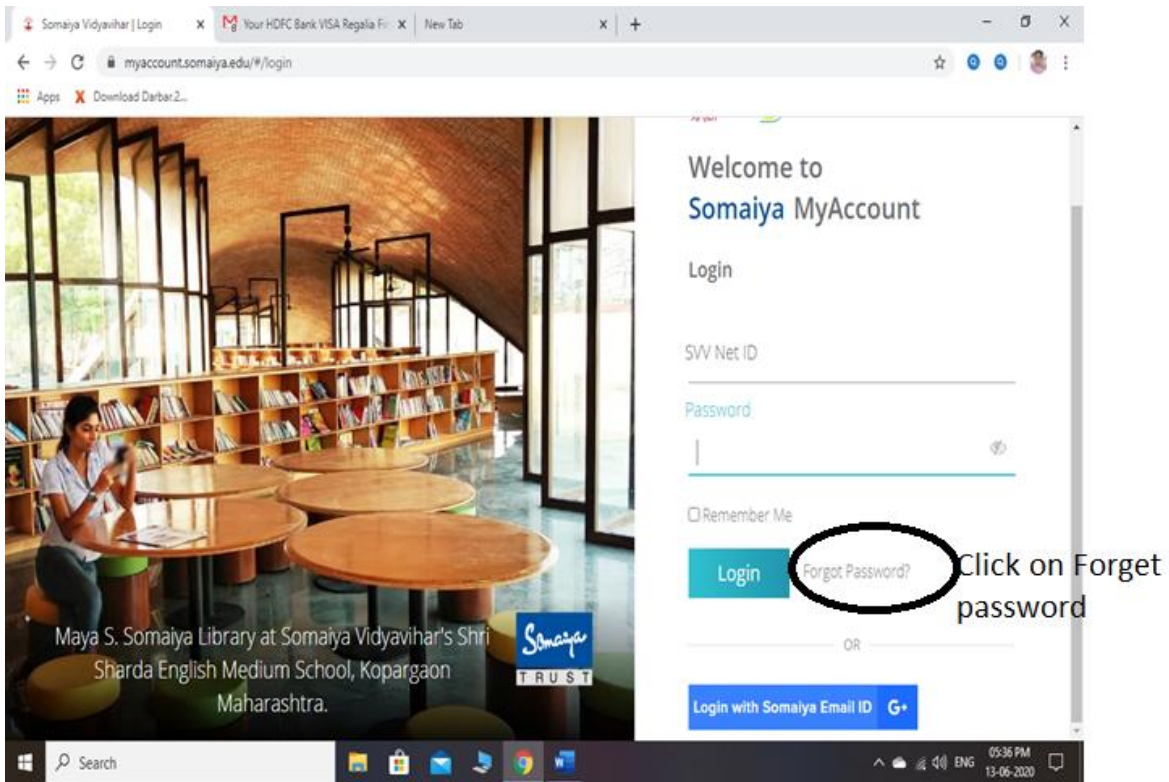 Somaiya Vidyavihar | Login
Your HDFC Bank VISA Regalia Fir
New Tab
myaccount.somaiya.edu/#/login
Apps
Download Darbar.2...
Welcome to
Somaiya MyAccount
Login
SVV Net ID
Password
Remember Me
Login
Forgot Password?
Click on Forget
password
OR
Login with Somaiya Email ID G+
Maya S. Somaiya Library at Somaiya Vidyavihar's Shri
Sharda English Medium School, Kopargaon
Maharashtra.
Somaiya
TRUST
Search
ENG
05:36 PM
13-06-2020